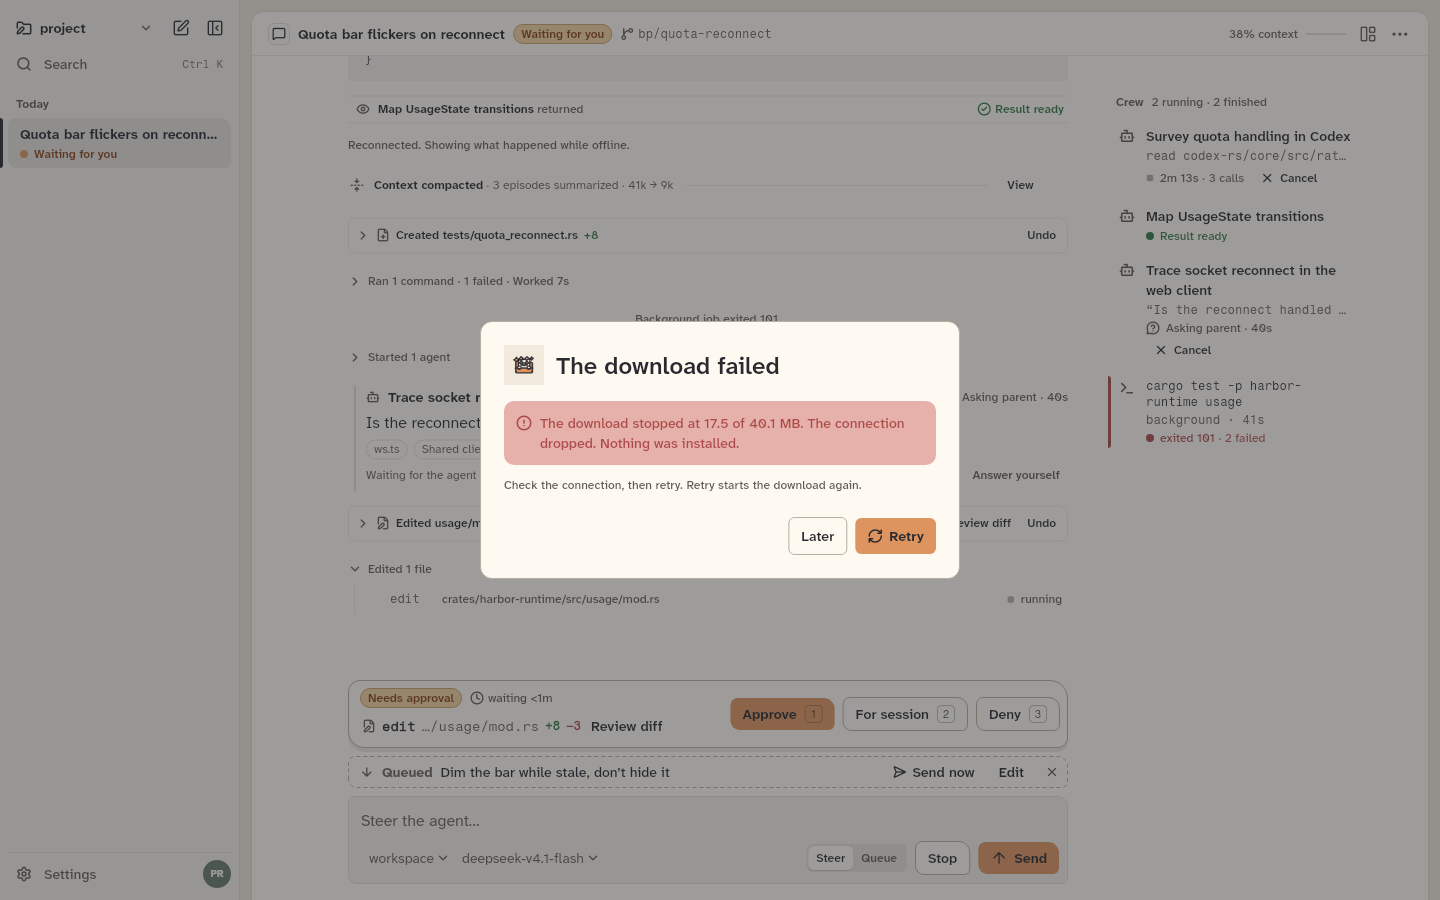 project
Search Ctrl K
Today
Quota bar flickers on reconn...
Waiting for you
Settings
PR
Quota bar flickers on reconnect Waiting for you bp/quota-reconnect 38% context
}
Map UsageState transitions returned Result ready
Reconnected. Showing what happened while offline.
Context compacted · 3 episodes summarized · 41k → 9k View
Created tests/quota_reconnect.rs +8 Undo
Ran 1 command · 1 failed · Worked 7s
Background job exited 101
Started 1 agent
Trace socket r Asking parent · 40s
Is the reconnect
ws.ts Shared clie
Waiting for the agent Answer yourself
Edited usage/m eview diff Undo
Edited 1 file
edit crates/harbor-runtime/src/usage/mod.rs running
The download failed
The download stopped at 17.5 of 40.1 MB. The connection
dropped. Nothing was installed.
Check the connection, then retry. Retry starts the download again.
Later Retry
Needs approval waiting <1m
edit …/usage/mod.rs +8 −3 Review diff
Approve 1 For session 2 Deny 3
Queued Dim the bar while stale, don't hide it Send now Edit
Steer the agent...
workspace deepseek-v4.1-flash Steer Queue Stop Send
Crew 2 running · 2 finished
Survey quota handling in Codex
read codex-rs/core/src/rat…
2m 13s · 3 calls Cancel
Map UsageState transitions
Result ready
Trace socket reconnect in the
web client
“Is the reconnect handled …
Asking parent · 40s
Cancel
cargo test -p harbor-
runtime usage
background · 41s
exited 101 · 2 failed